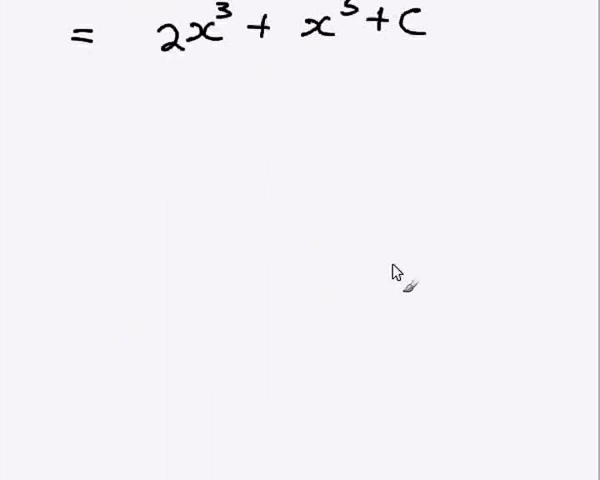 = 2x³ + x⁵ + C